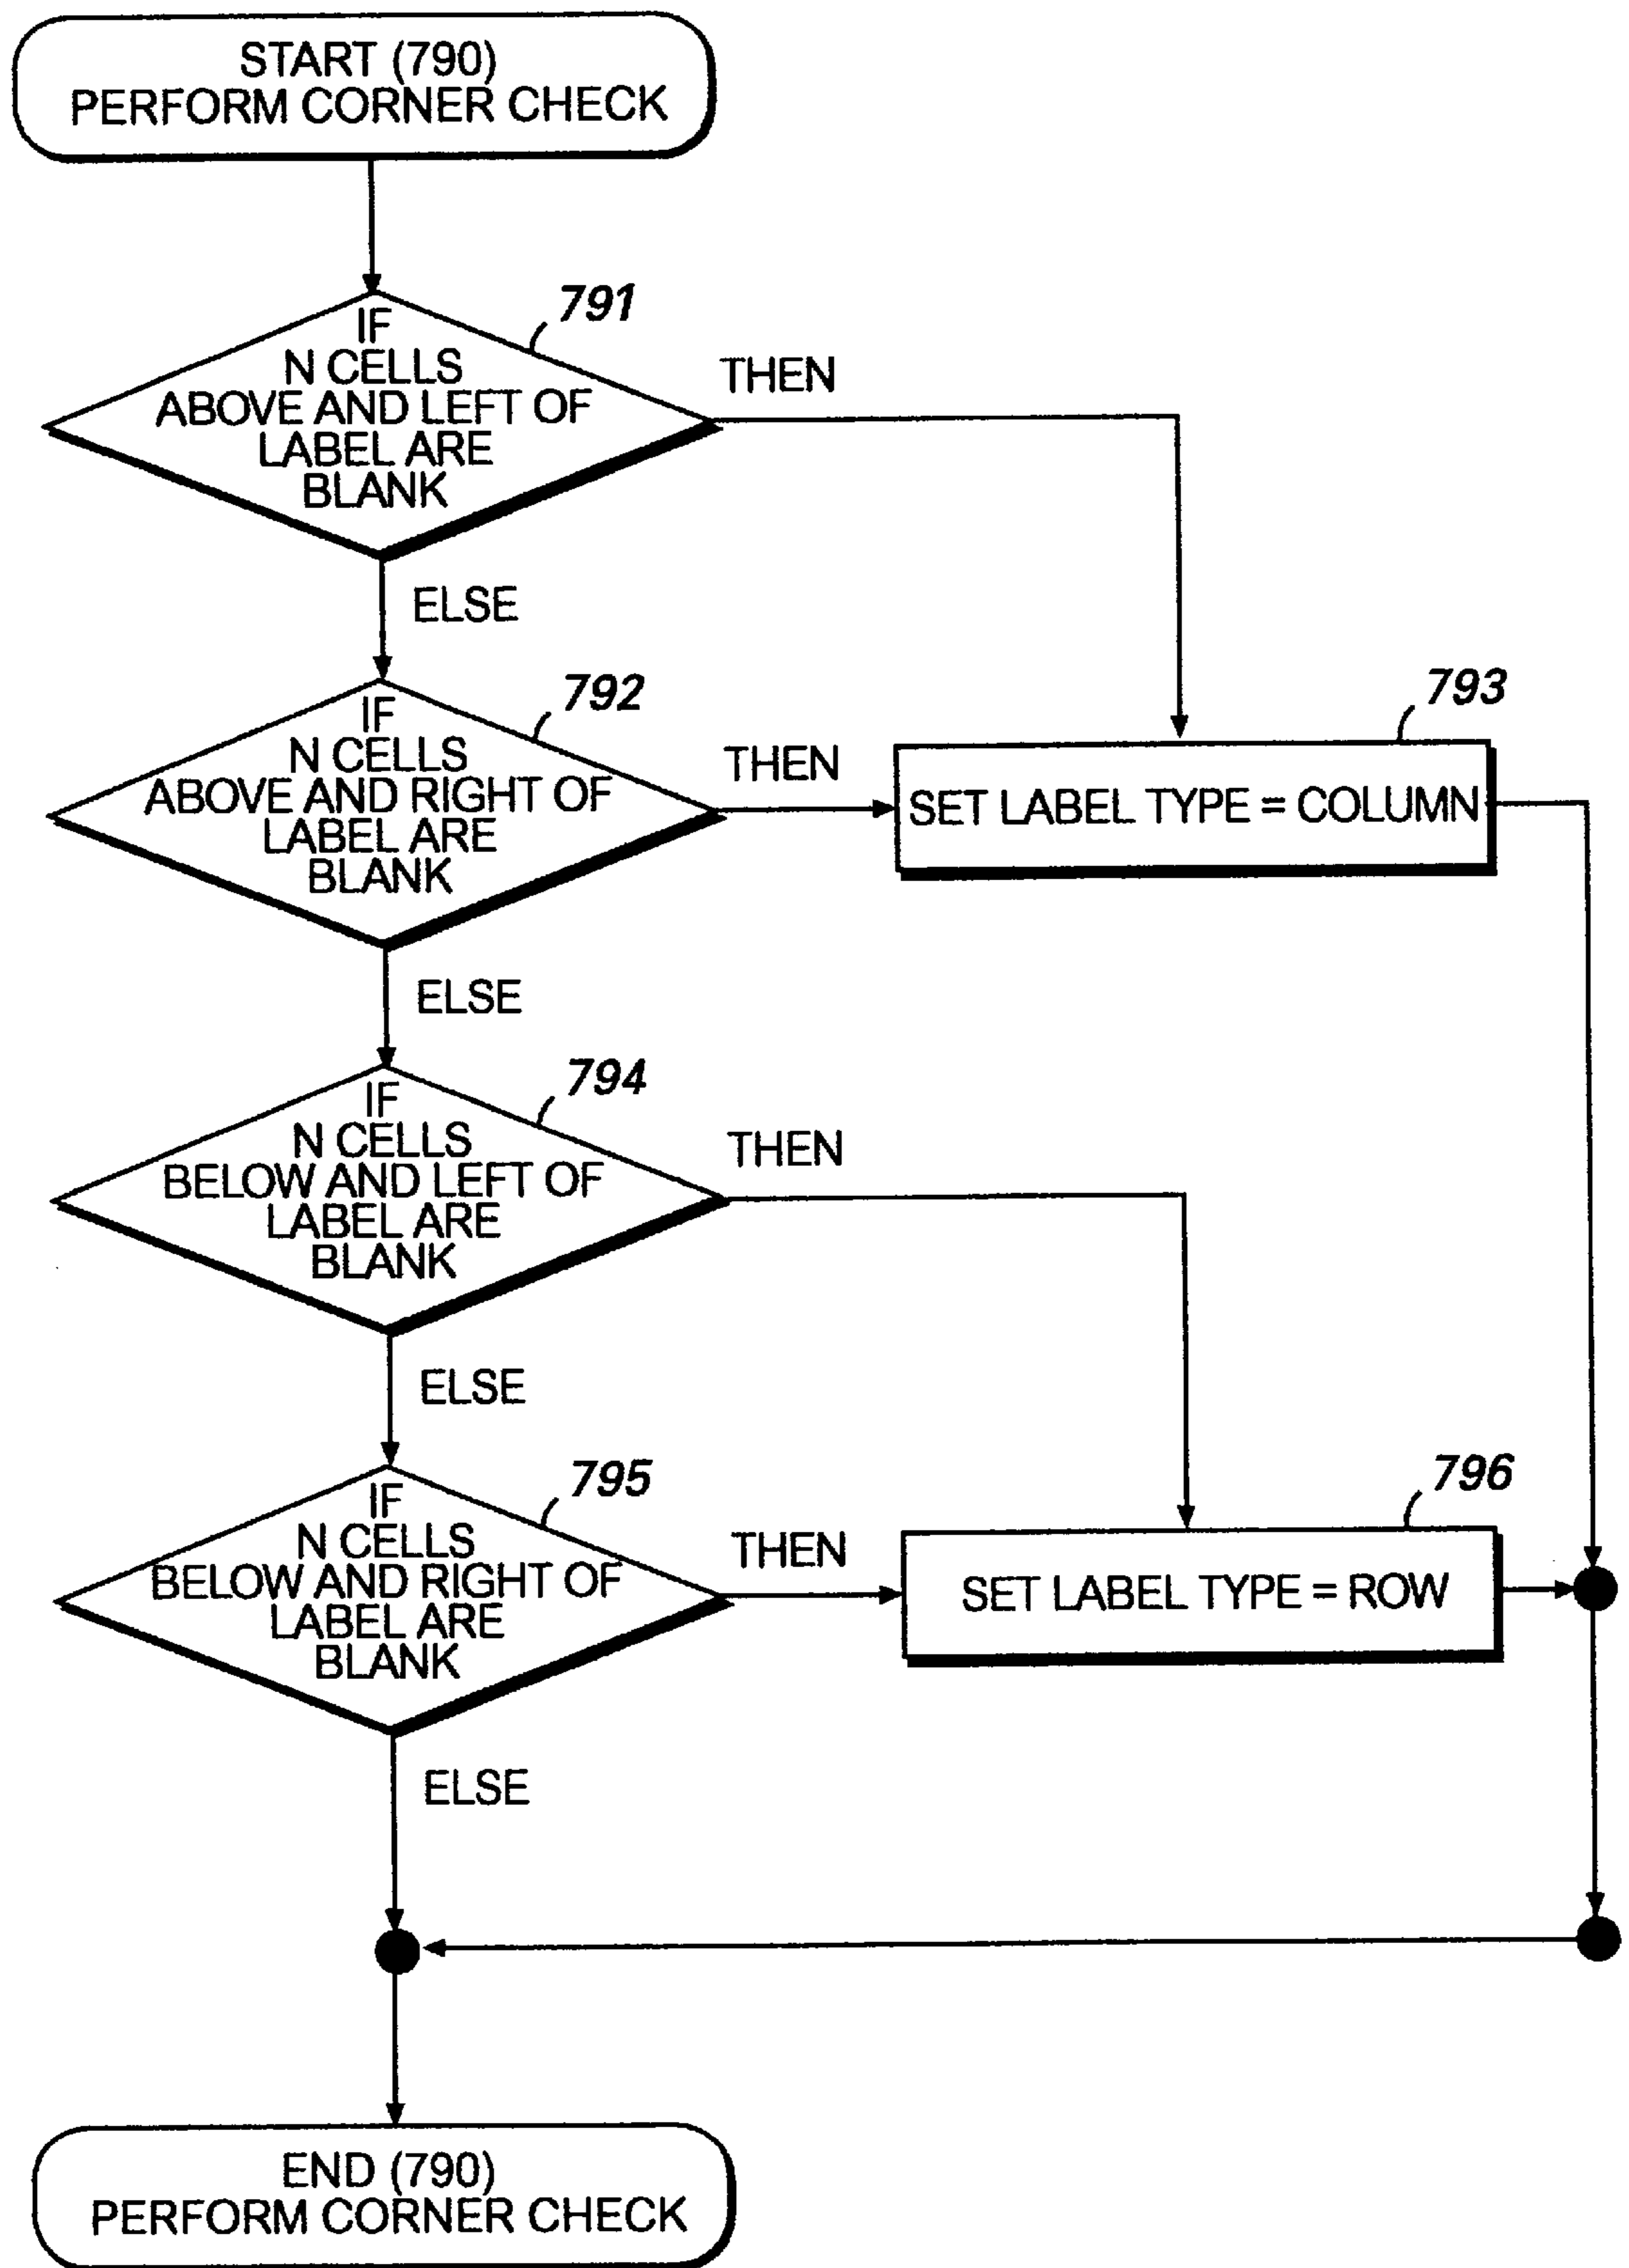 START (790)
PERFORM CORNER CHECK
791
IF
N CELLS
ABOVE AND LEFT OF
LABEL ARE
BLANK
THEN
ELSE
792
IF
N CELLS
ABOVE AND RIGHT OF
LABEL ARE
BLANK
THEN
793
SET LABEL TYPE = COLUMN
ELSE
794
IF
N CELLS
BELOW AND LEFT OF
LABEL ARE
BLANK
THEN
ELSE
795
IF
N CELLS
BELOW AND RIGHT OF
LABEL ARE
BLANK
THEN
796
SET LABEL TYPE = ROW
ELSE
END (790)
PERFORM CORNER CHECK